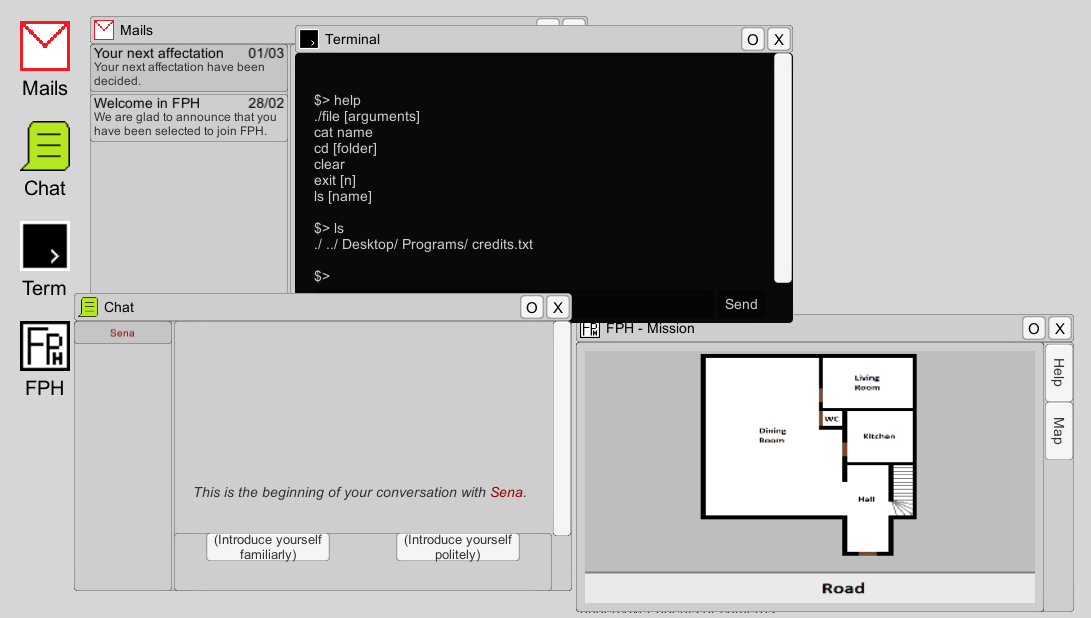 Mails
Chat
Term
FPH
Mails
Your next affectation 01/03
Your next affectation have been
decided.
Welcome in FPH 28/02
We are glad to announce that you
have been selected to join FPH.
Terminal
O X
$> help
./file [arguments]
cat name
cd [folder]
clear
exit [n]
ls [name]
$> ls
./ ../ Desktop/ Programs/ credits.txt
$>
Send
Chat
O X
Sena
This is the beginning of your conversation with Sena.
(Introduce yourself
familiarly)
(Introduce yourself
politely)
FPH
FPH - Mission
O X
Help
Map
Living
Room
WC
Dining
Room
Kitchen
Hall
Road